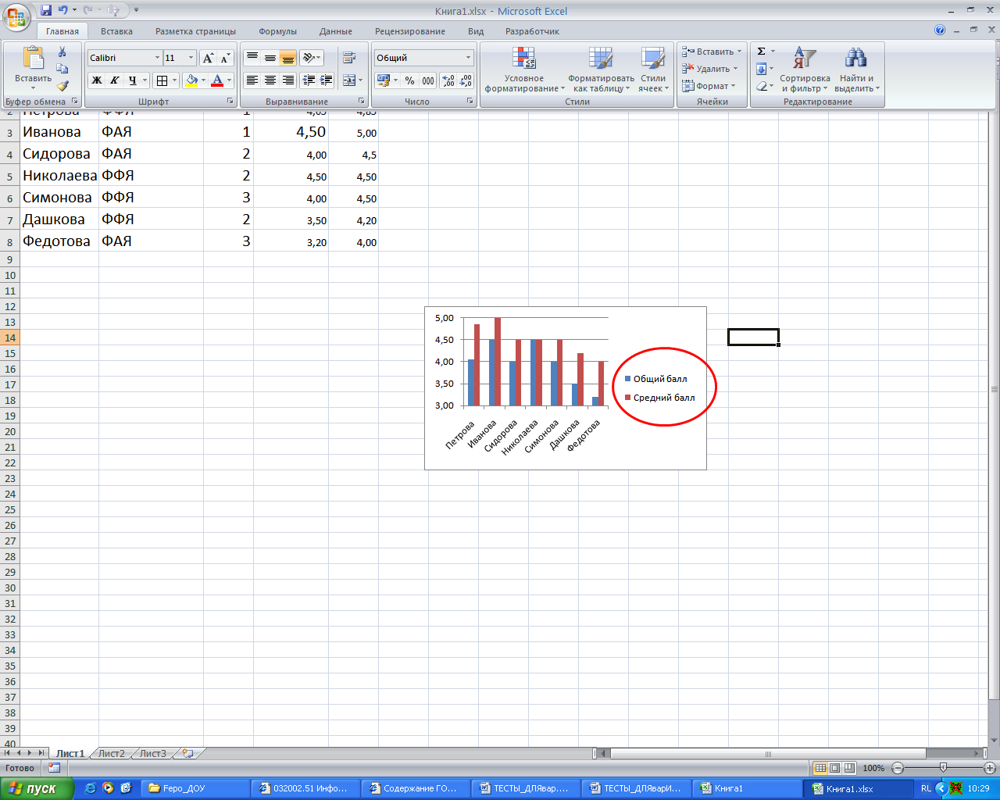 Книга1.xlsx - Microsoft Excel
Главная Вставка Разметка страницы Формулы Данные Рецензирование Вид Разработчик
Вставить
Буфер обмена
Calibri 11
Ж К Ч А
Шрифт
Выравнивание
Общий
% 000
Число
Условное форматирование
Форматировать как таблицу
Стили ячеек
Стили
Вставить
Удалить
Формат
Ячейки
Σ
Сортировка и фильтр
Найти и выделить
Редактирование
2 Петрова ФФЯ 1 4,05 4,85
3 Иванова ФАЯ 1 4,50 5,00
4 Сидорова ФАЯ 2 4,00 4,5
5 Николаева ФФЯ 2 4,50 4,50
6 Симонова ФФЯ 3 4,00 4,50
7 Дашкова ФФЯ 2 3,50 4,20
8 Федотова ФАЯ 3 3,20 4,00
9
10
11
12
13
14
15
16
17
18
19
20
21
22
23
24
25
26
27
28
29
30
31
32
33
34
35
36
37
38
39
40
5,00
4,50
4,00
3,50
3,00
Петрова Иванова Сидорова Николаева Симонова Дашкова Федотова
Общий балл
Средний балл
Лист1 Лист2 Лист3
Готово 100%
пуск Fepo_ДОУ 032002.51 Инфо... Содержание ГО... ТЕСТЫ_ДЛЯвар.... ТЕСТЫ_ДЛЯварИ... Книга1 Книга1.xlsx RL 10:29